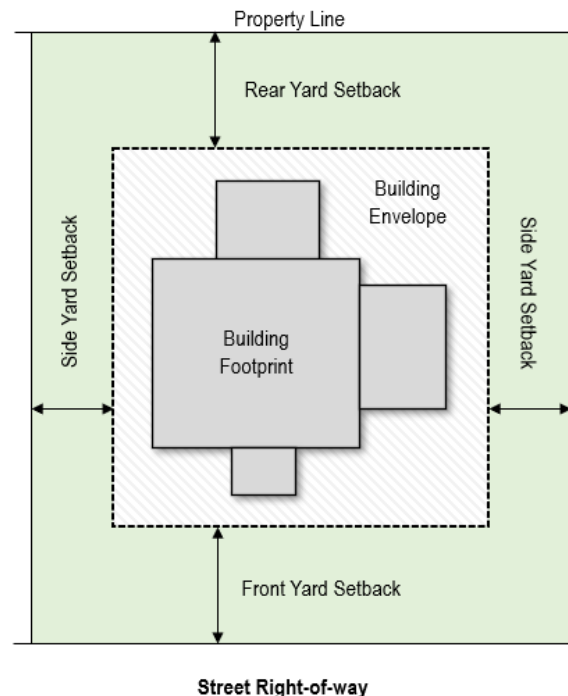 Property Line
Rear Yard Setback
Building
Envelope
Side Yard Setback
Side Yard Setback
Building
Footprint
Front Yard Setback
Street Right-of-way